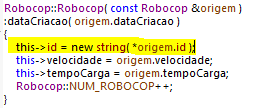 Robocop::Robocop( const Robocop &origem )
:dataCriacao( origem.dataCriacao )
{
this->id = new string( *origem.id );
this->velocidade = origem.velocidade;
this->tempoCarga = origem.tempoCarga;
Robocop::NUM_ROBOCOP++;
}